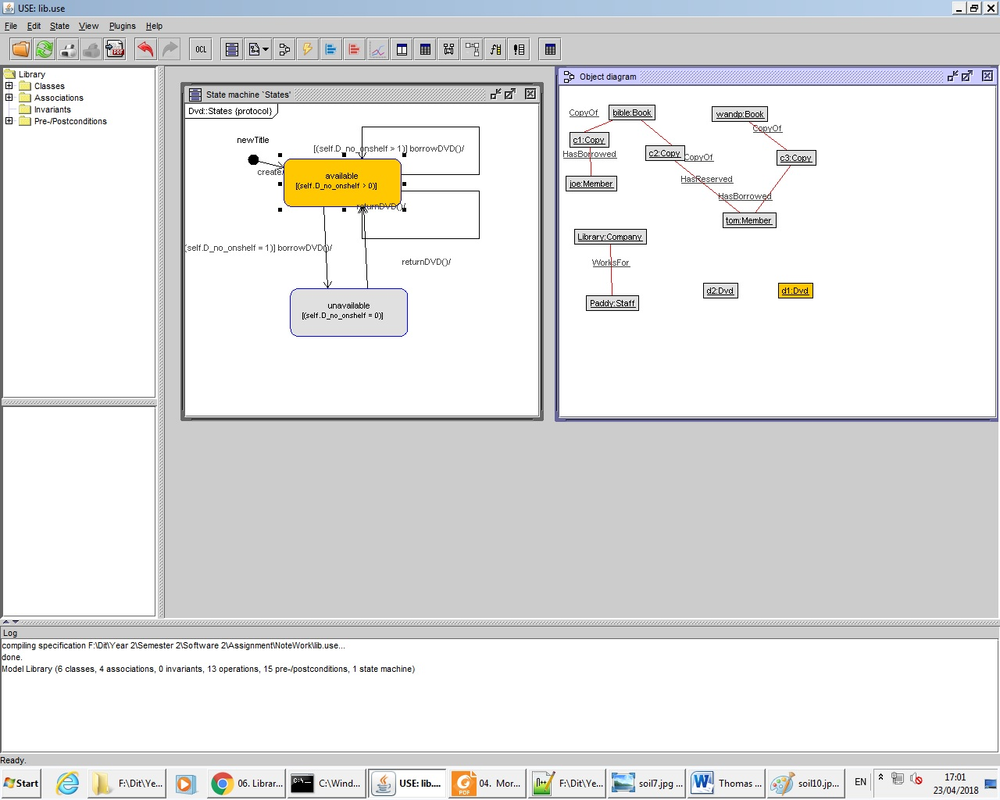 USE: lib.use
File Edit State View Plugins Help
PDF
OCL
Library
Classes
Associations
Invariants
Pre-/Postconditions
State machine `States'
Dvd::States {protocol}
newTitle
create/
[(self.D_no_onshelf > 1)] borrowDVD()/
available
[(self.D_no_onshelf > 0)]
returnDVD()/
(self.D_no_onshelf = 1)] borrowDVD()/
returnDVD()/
unavailable
[(self.D_no_onshelf = 0)]
Object diagram
CopyOf
bible:Book
wandp:Book
CopyOf
c1:Copy
HasBorrowed
c2:Copy
CopyOf
c3:Copy
joe:Member
HasReserved
HasBorrowed
tom:Member
Library:Company
WorksFor
d2:Dvd
d1:Dvd
Paddy:Staff
Log
compiling specification F:\Dit\Year 2\Semester 2\Software 2\Assignment\NoteWork\lib.use...
done.
Model Library (6 classes, 4 associations, 0 invariants, 13 operations, 15 pre-/postconditions, 1 state machine)
Ready.
Start
F:\Dit\Ye...
06. Librar...
C:\Wind...
USE: lib....
04. Mor...
F:\Dit\Ye...
soil7.jpg ...
Thomas ...
soil10.jp...
EN
17:01
23/04/2018